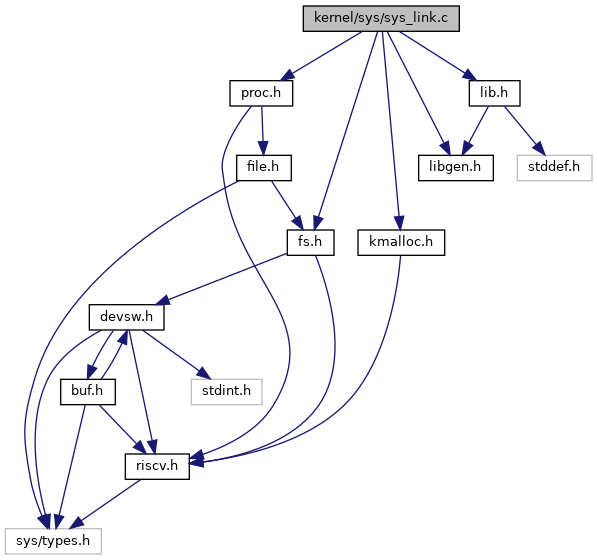 kernel/sys/sys_link.c
proc.h
lib.h
file.h
libgen.h
stddef.h
fs.h
kmalloc.h
devsw.h
buf.h
stdint.h
riscv.h
sys/types.h